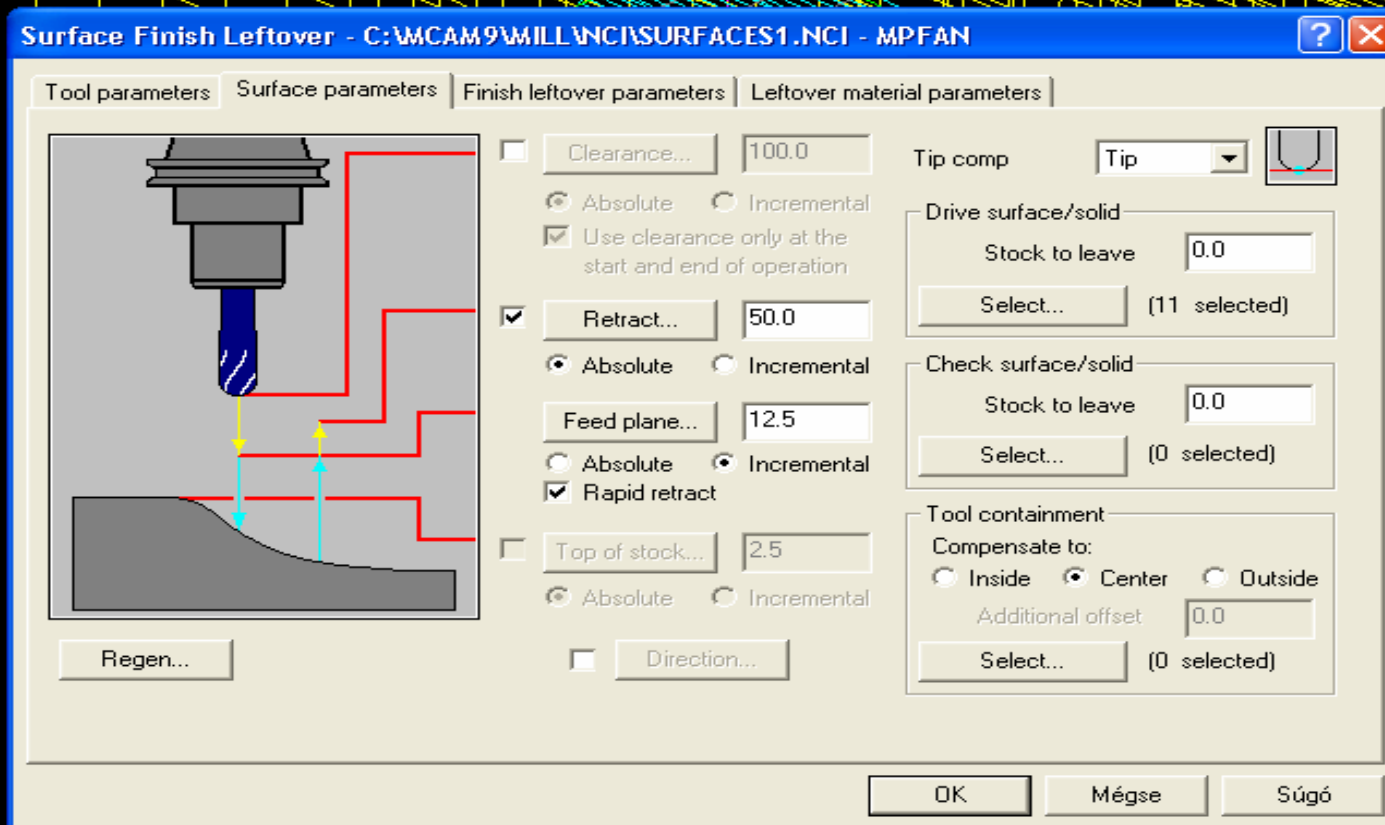 Surface Finish Leftover - C:\MCAM9\MILL\NCI\SURFACES1.NCI - MPFAN
Tool parameters
Surface parameters
Finish leftover parameters
Leftover material parameters
Clearance...
100.0
Absolute
Incremental
Use clearance only at the
start and end of operation
Retract...
50.0
Absolute
Incremental
Feed plane...
12.5
Absolute
Incremental
Rapid retract
Top of stock...
2.5
Absolute
Incremental
Regen...
Direction...
Tip comp
Tip
Drive surface/solid
Stock to leave
0.0
Select...
(11 selected)
Check surface/solid
Stock to leave
0.0
Select...
(0 selected)
Tool containment
Compensate to:
Inside
Center
Outside
Additional offset
0.0
Select...
(0 selected)
OK
Mégse
Súgó